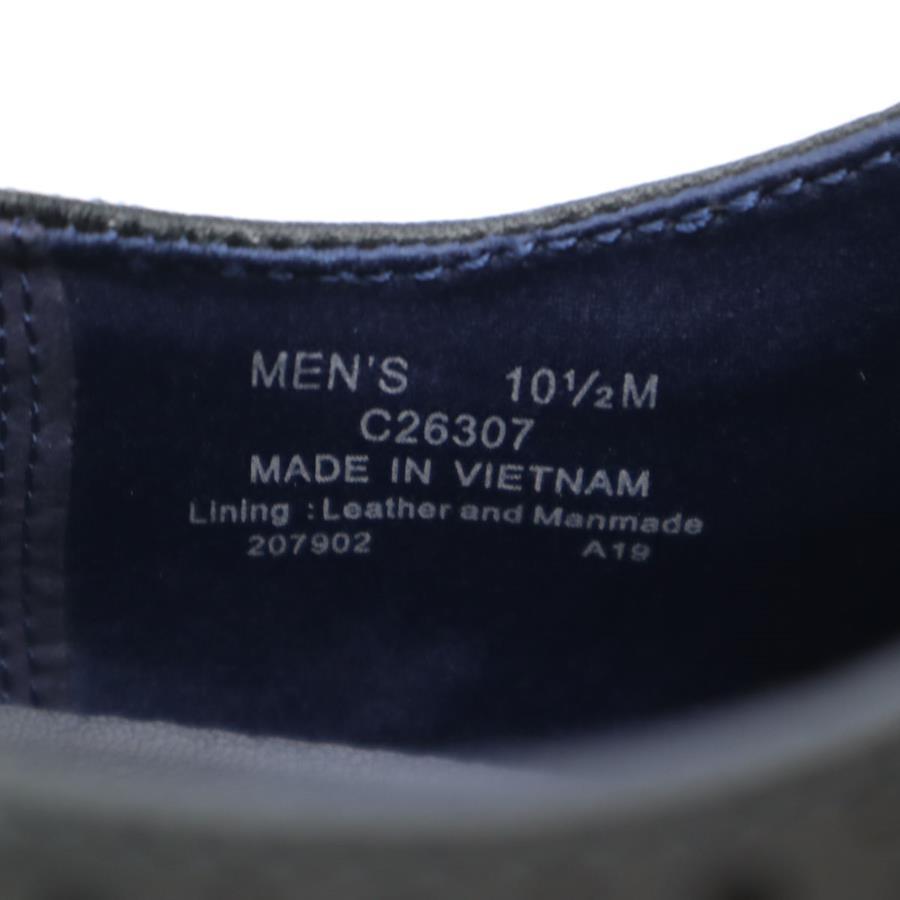 MEN'S 10½M
C26307
MADE IN VIETNAM
Lining :Leather and Manmade
207902 A19